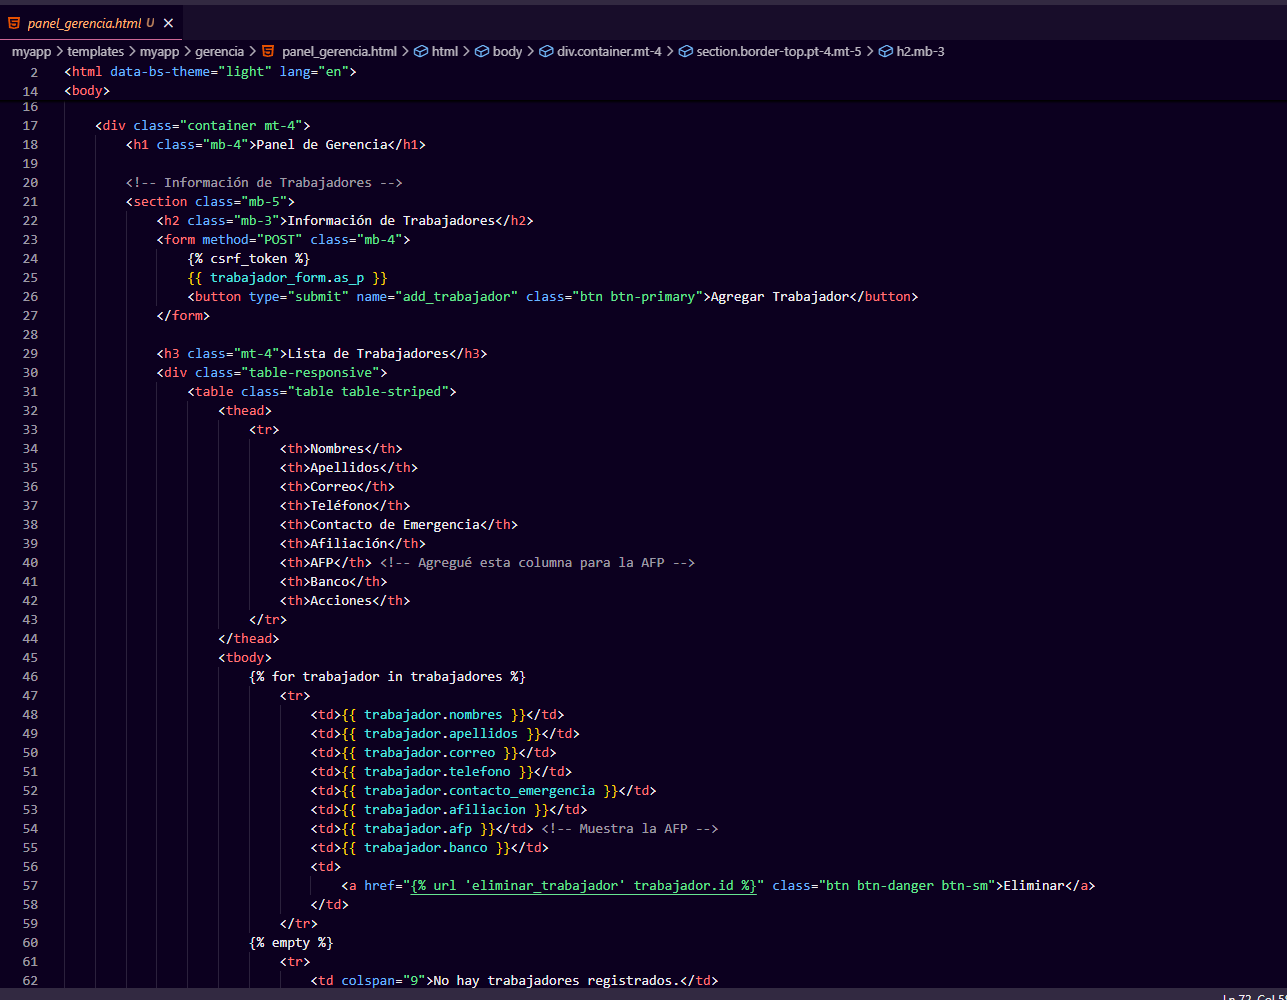 panel_gerencia.html U ×
myapp > templates > myapp > gerencia > panel_gerencia.html > html > body > div.container.mt-4 > section.border-top.pt-4.mt-5 > h2.mb-3
2 <html data-bs-theme="light" lang="en">
14 <body>
16
17 <div class="container mt-4">
18 <h1 class="mb-4">Panel de Gerencia</h1>
19
20 <!-- Información de Trabajadores -->
21 <section class="mb-5">
22 <h2 class="mb-3">Información de Trabajadores</h2>
23 <form method="POST" class="mb-4">
24 {% csrf_token %}
25 {{ trabajador_form.as_p }}
26 <button type="submit" name="add_trabajador" class="btn btn-primary">Agregar Trabajador</button>
27 </form>
28
29 <h3 class="mt-4">Lista de Trabajadores</h3>
30 <div class="table-responsive">
31 <table class="table table-striped">
32 <thead>
33 <tr>
34 <th>Nombres</th>
35 <th>Apellidos</th>
36 <th>Correo</th>
37 <th>Teléfono</th>
38 <th>Contacto de Emergencia</th>
39 <th>Afiliación</th>
40 <th>AFP</th> <!-- Agregué esta columna para la AFP -->
41 <th>Banco</th>
42 <th>Acciones</th>
43 </tr>
44 </thead>
45 <tbody>
46 {% for trabajador in trabajadores %}
47 <tr>
48 <td>{{ trabajador.nombres }}</td>
49 <td>{{ trabajador.apellidos }}</td>
50 <td>{{ trabajador.correo }}</td>
51 <td>{{ trabajador.telefono }}</td>
52 <td>{{ trabajador.contacto_emergencia }}</td>
53 <td>{{ trabajador.afiliacion }}</td>
54 <td>{{ trabajador.afp }}</td> <!-- Muestra la AFP -->
55 <td>{{ trabajador.banco }}</td>
56 <td>
57 <a href="{% url 'eliminar_trabajador' trabajador.id %}" class="btn btn-danger btn-sm">Eliminar</a>
58 </td>
59 </tr>
60 {% empty %}
61 <tr>
62 <td colspan="9">No hay trabajadores registrados.</td>